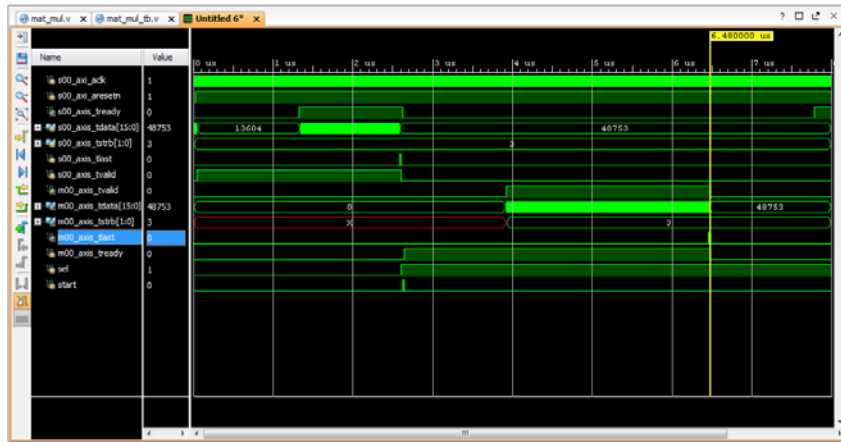 mat_mul.v x mat_mul_tb.v x Untitled 6* x
6.480000 us
Name Value
0 us 1 us 2 us 3 us 4 us 5 us 6 us 7 us
s00_axi_aclk 1
s00_axi_aresetn 1
s00_axis_tready 0
s00_axis_tdata[15:0] 48753 13604 48753
s00_axis_tstrb[1:0] 3 3
s00_axis_tlast 0
s00_axis_tvalid 0
m00_axis_tvalid 0
m00_axis_tdata[15:0] 48753 0 48753
m00_axis_tstrb[1:0] 3 X 3
m00_axis_tlast 0
m00_axis_tready 0
sel 1
start 0